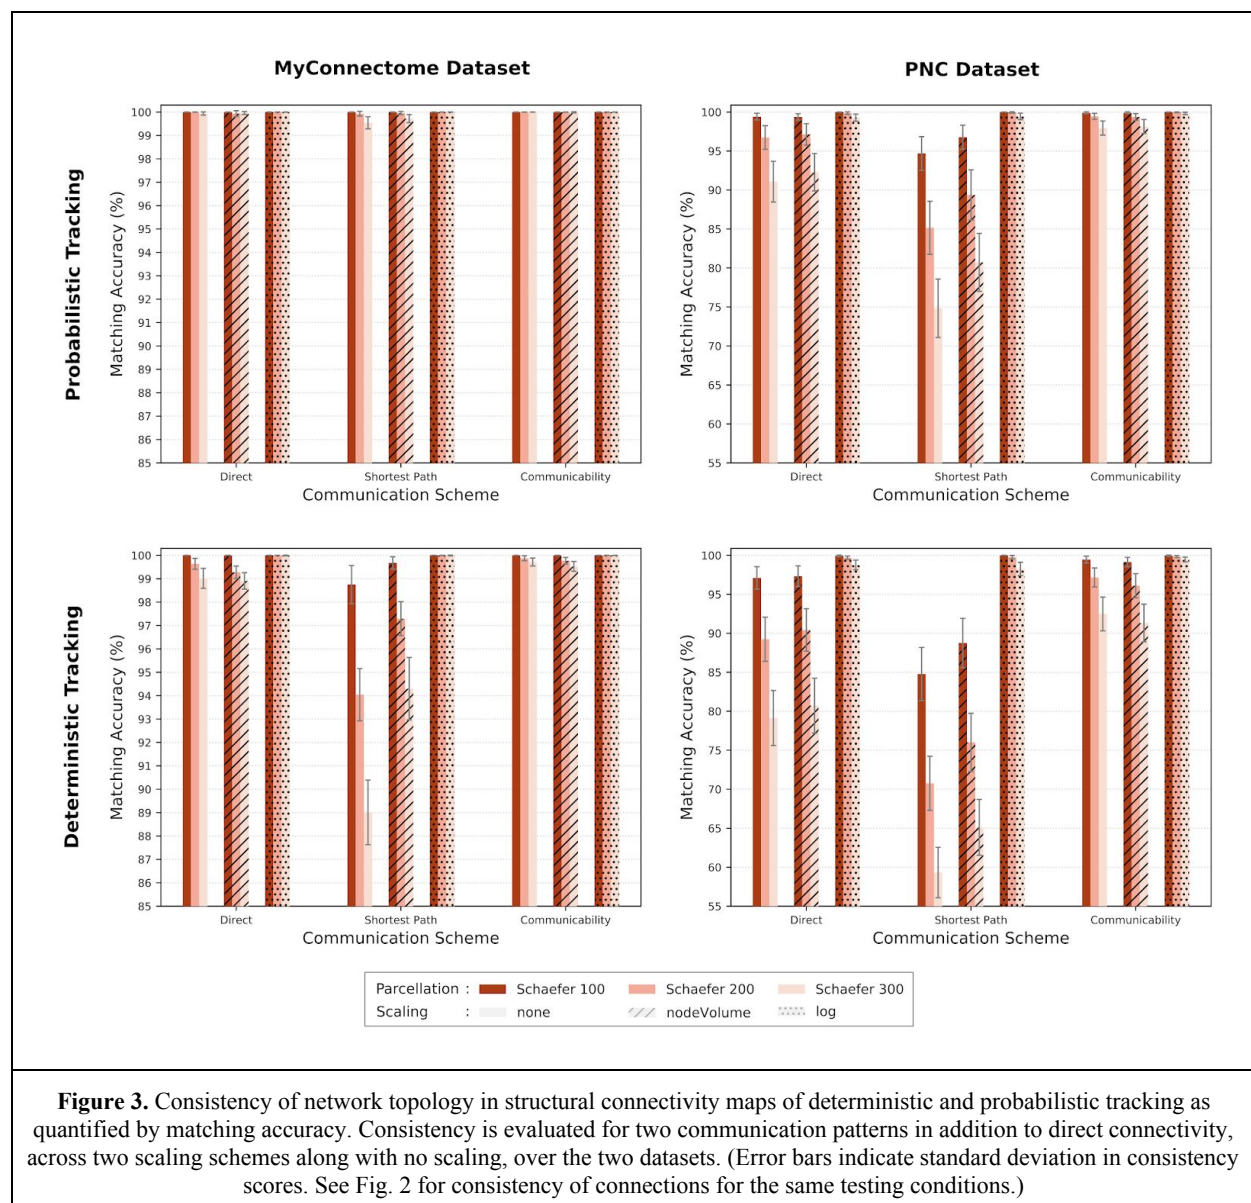 MyConnectome Dataset
PNC Dataset
Probabilistic Tracking
Matching Accuracy (%)
100
99
98
97
96
95
94
93
92
91
90
89
88
87
86
85
Direct
Shortest Path
Communicability
Communication Scheme
Matching Accuracy (%)
100
95
90
85
80
75
70
65
60
55
Direct
Shortest Path
Communicability
Communication Scheme
Deterministic Tracking
Matching Accuracy (%)
100
99
98
97
96
95
94
93
92
91
90
89
88
87
86
85
Direct
Shortest Path
Communicability
Communication Scheme
Matching Accuracy (%)
100
95
90
85
80
75
70
65
60
55
Direct
Shortest Path
Communicability
Communication Scheme
Parcellation : Schaefer 100 Schaefer 200 Schaefer 300
Scaling : none nodeVolume log
Figure 3. Consistency of network topology in structural connectivity maps of deterministic and probabilistic tracking as
quantified by matching accuracy. Consistency is evaluated for two communication patterns in addition to direct connectivity,
across two scaling schemes along with no scaling, over the two datasets. (Error bars indicate standard deviation in consistency
scores. See Fig. 2 for consistency of connections for the same testing conditions.)